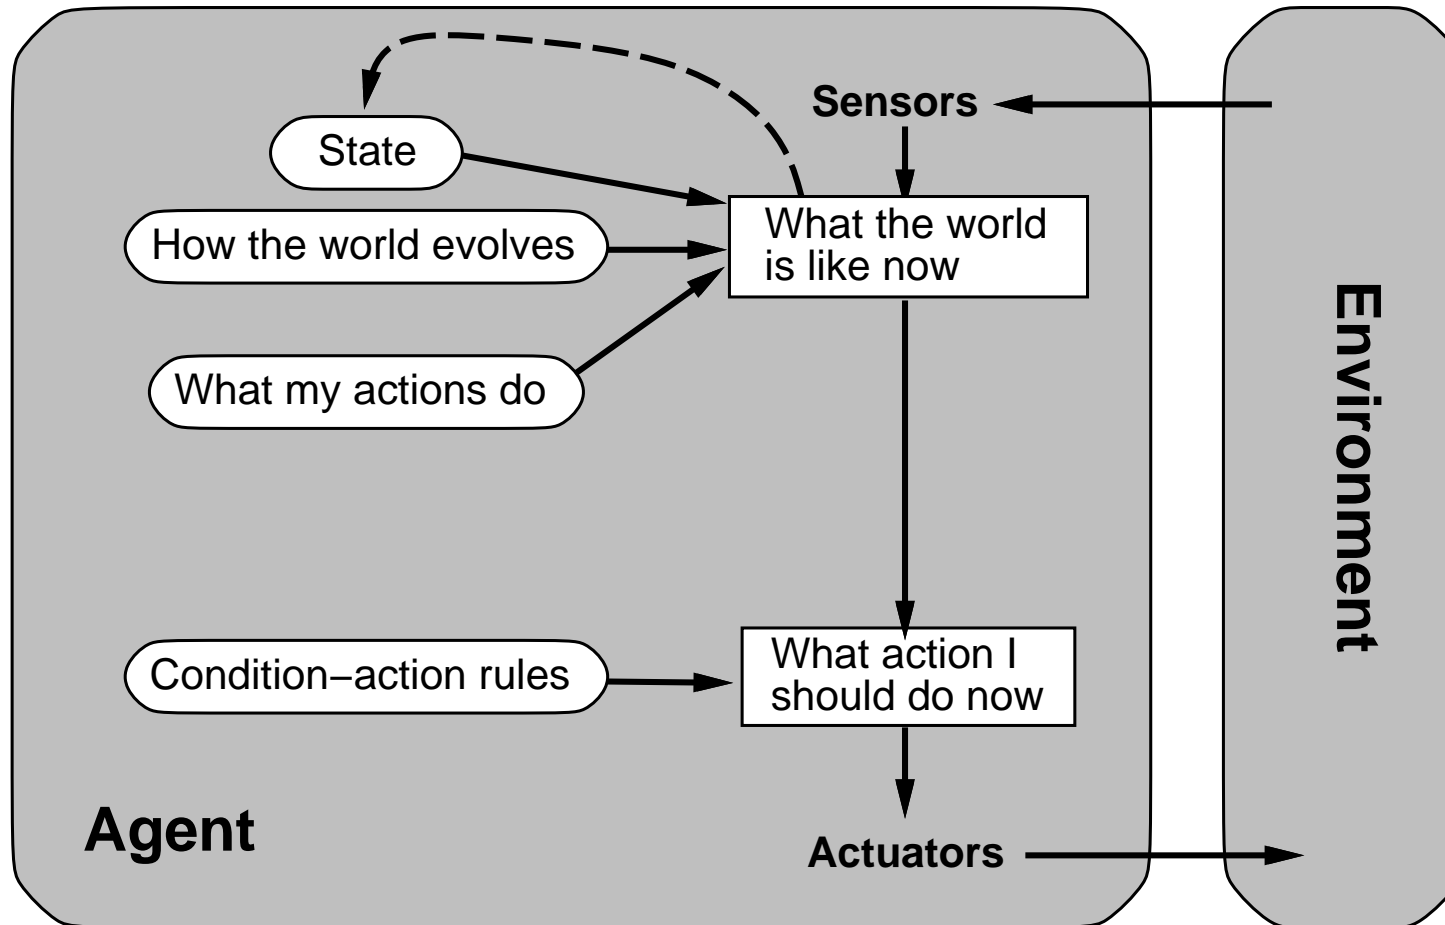 Sensors
State
What the world
is like now
How the world evolves
What my actions do
Environment
Condition−action rules
What action I
should do now
Agent
Actuators